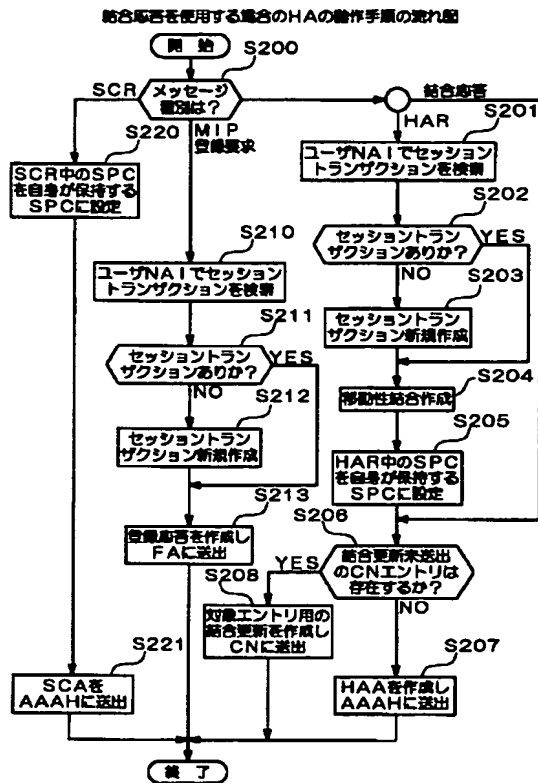 結合応答を使用する場合のHAの動作手順の流れ図
開始
S200
メッセージ
種別は？
SCR
MIP
登録要求
HAR
結合応答
S220
SCR中のSPC
を自身が保持する
SPCに設定
S201
ユーザNAIでセッション
トランザクションを検索
S202
セッショントラン
ザクションありか？
YES
NO
S203
セッショントラン
ザクション新規作成
S204
移動性結合作成
S205
HAR中のSPC
を自身が保持する
SPCに設定
S210
ユーザNAIでセッション
トランザクションを検索
S211
セッショントラン
ザクションありか？
YES
NO
S212
セッショントラン
ザクション新規作成
S213
登録応答を作成し
FAに送出
S206
結合更新未送出
のCNエントリは
存在するか？
YES
NO
S208
対象エントリ用の
結合更新を作成し
CNに送出
S207
HAAを作成し
AAAHに送出
S221
SCAを
AAAHに送出
終了